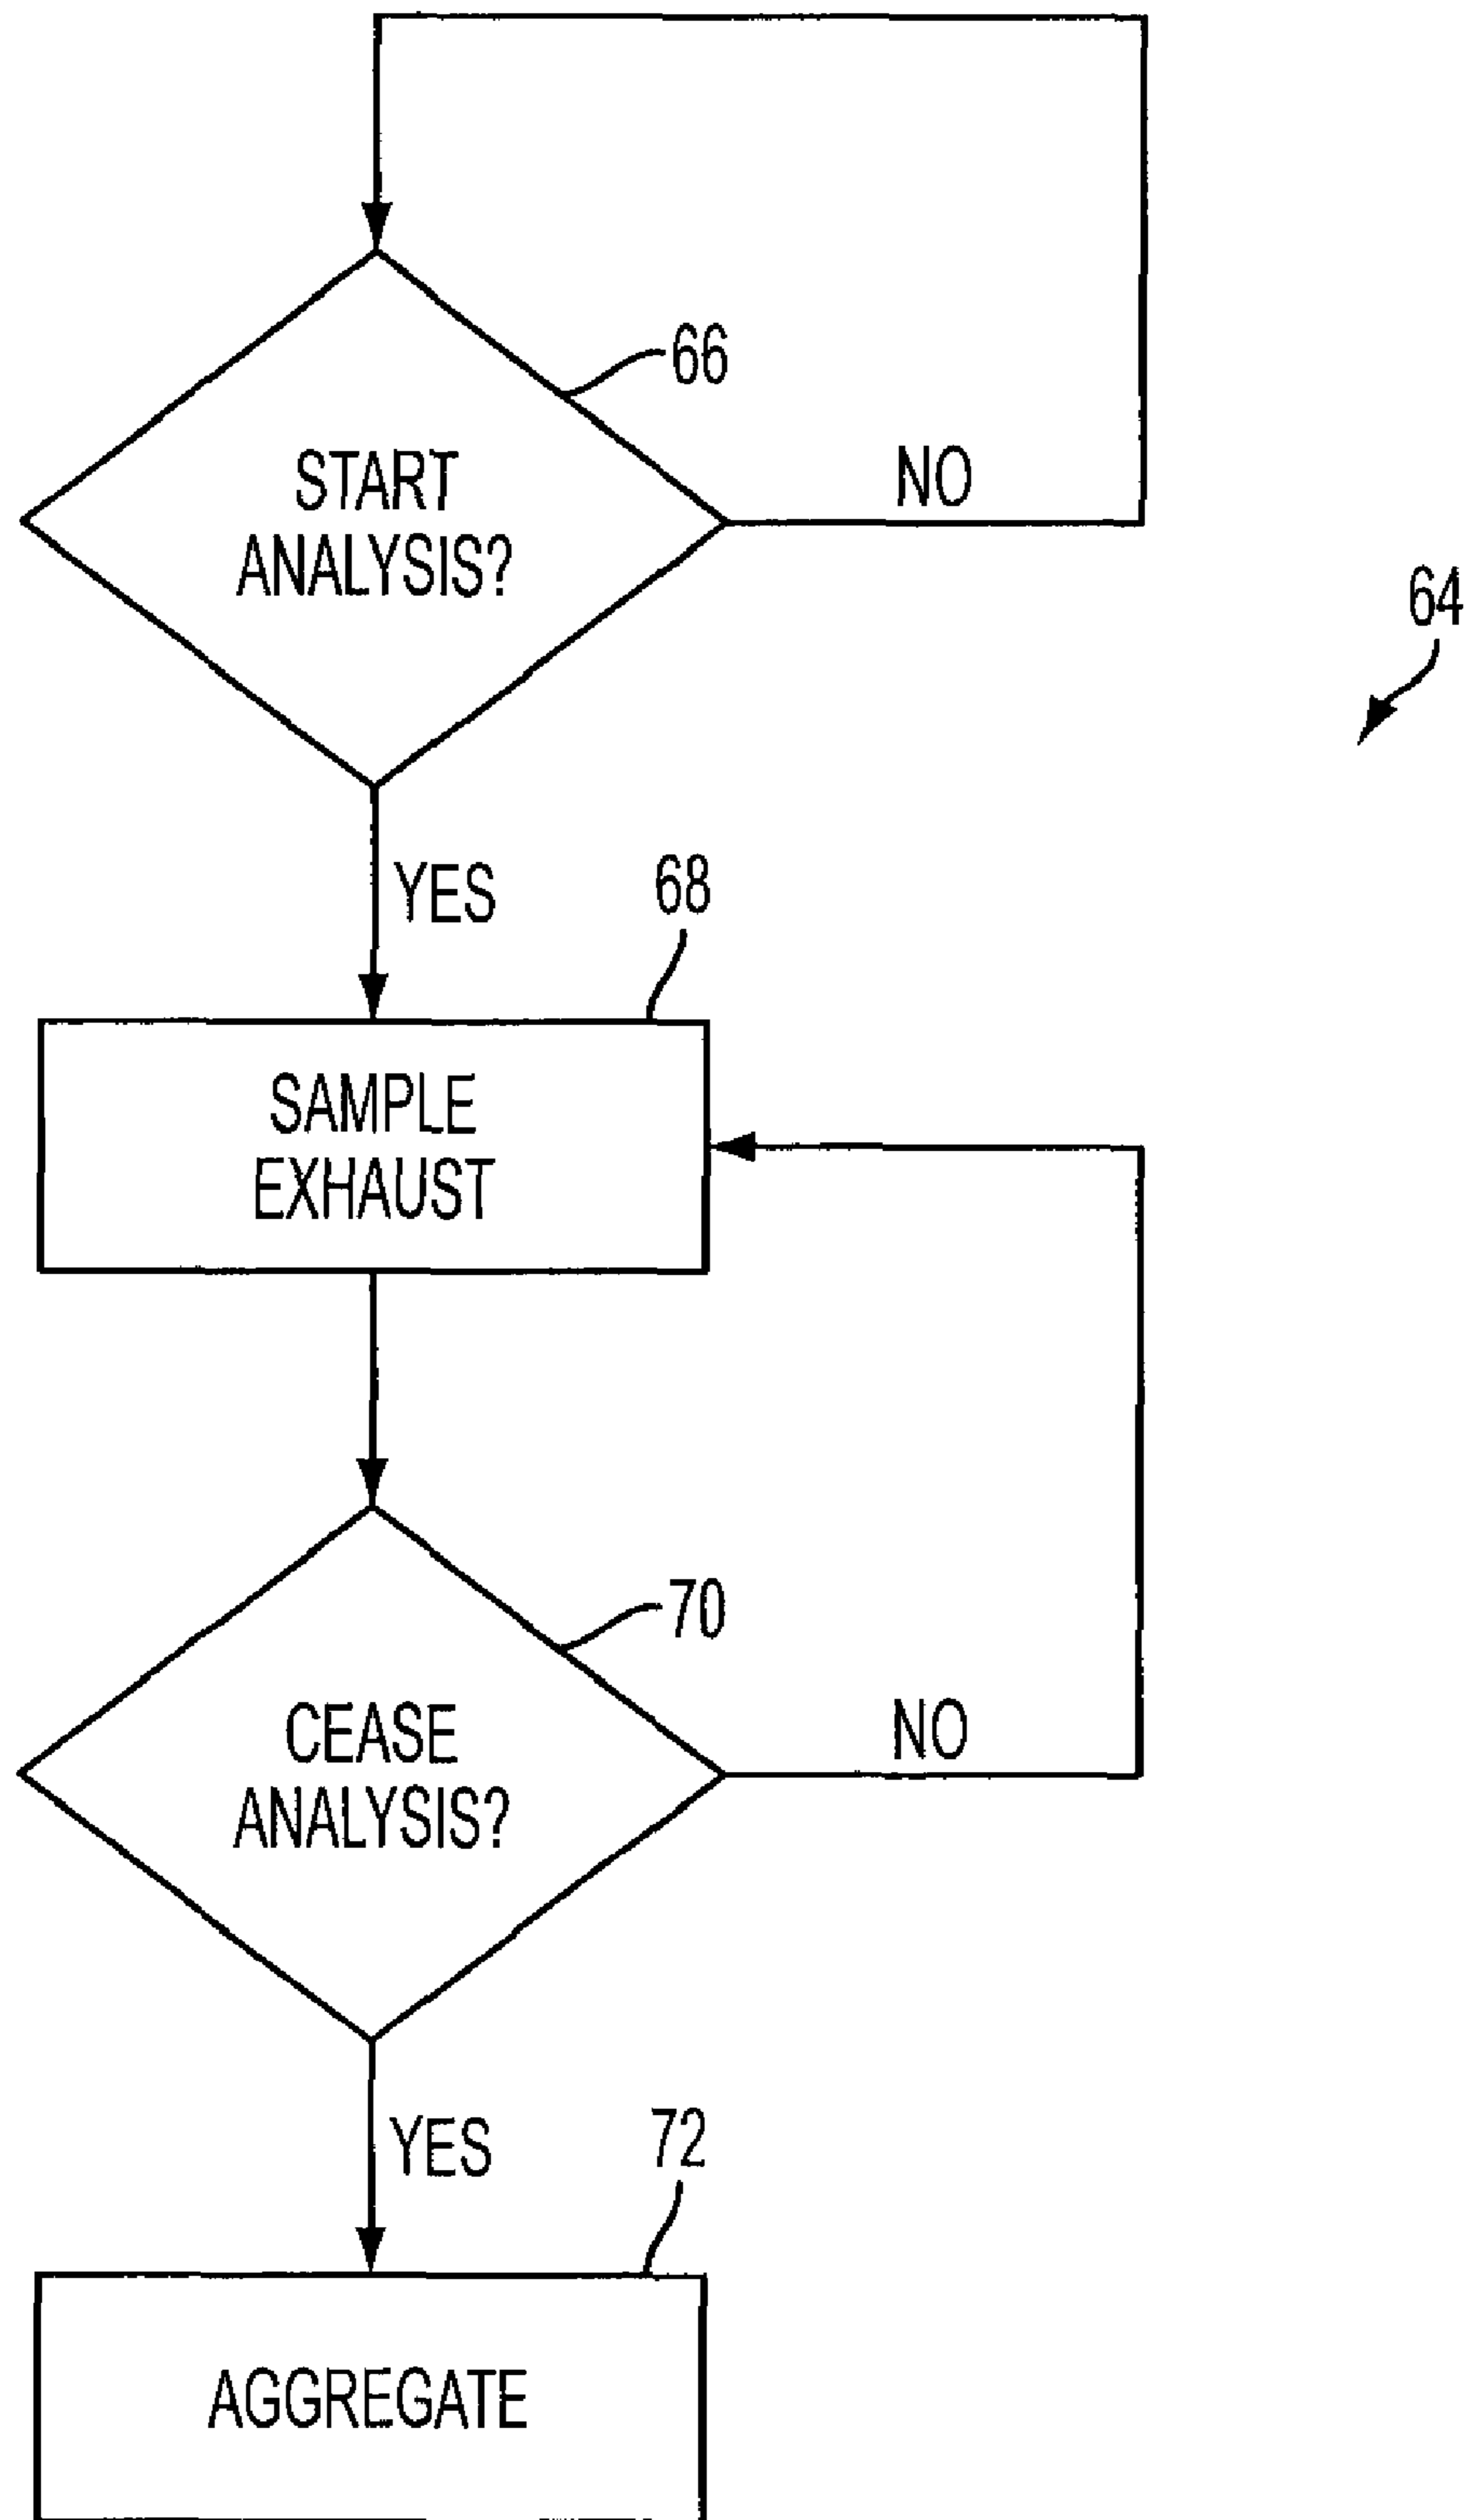 66
START
ANALYSIS?
NO
64
YES
68
SAMPLE
EXHAUST
70
CEASE
ANALYSIS?
NO
YES
72
AGGREGATE